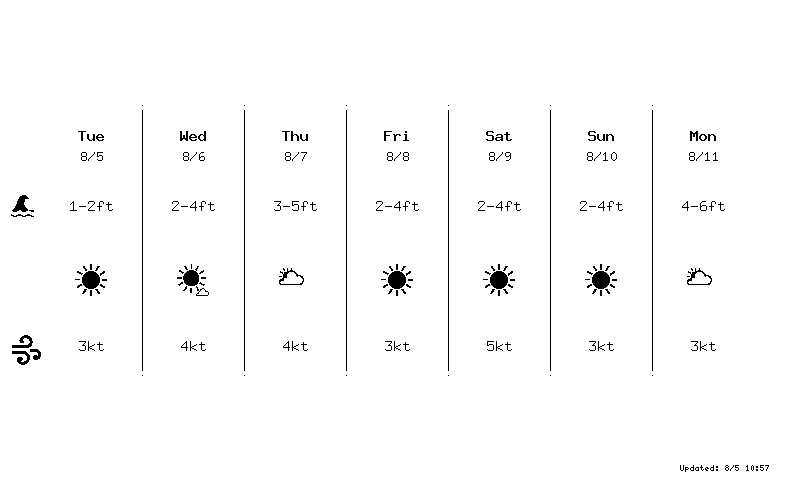 Tue Wed Thu Fri Sat Sun Mon
8/5 8/6 8/7 8/8 8/9 8/10 8/11
1-2ft 2-4ft 3-5ft 2-4ft 2-4ft 2-4ft 4-6ft
3kt 4kt 4kt 3kt 5kt 3kt 3kt
Updated: 8/5 10:57